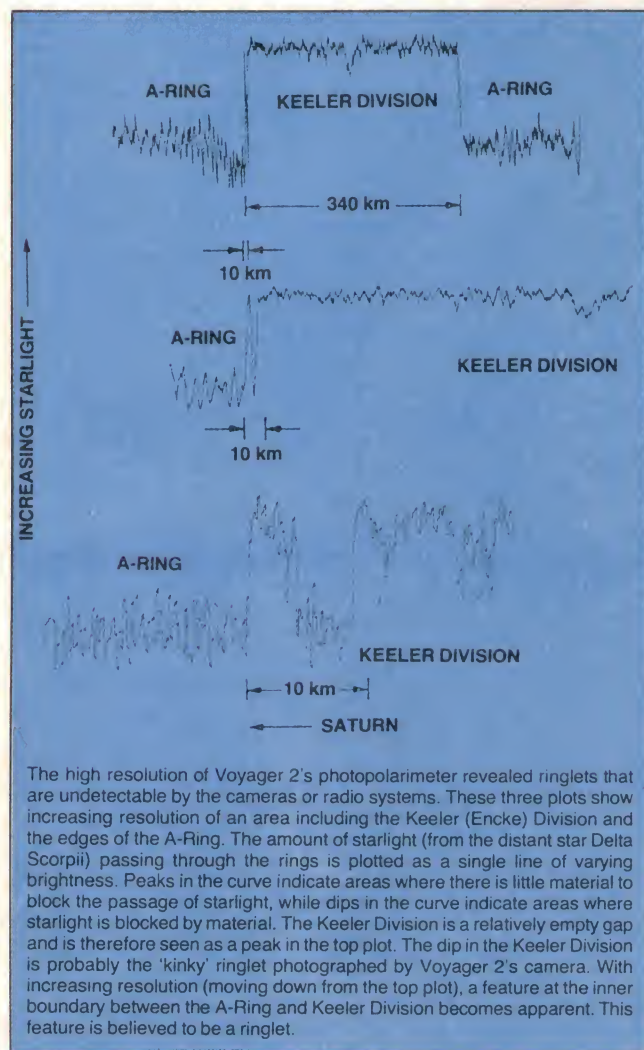 A-RING
KEELER DIVISION
A-RING
340 km
10 km
INCREASING STARLIGHT
A-RING
KEELER DIVISION
10 km
A-RING
KEELER DIVISION
10 km
SATURN
The high resolution of Voyager 2's photopolarimeter revealed ringlets that
are undetectable by the cameras or radio systems. These three plots show
increasing resolution of an area including the Keeler (Encke) Division and
the edges of the A-Ring. The amount of starlight (from the distant star Delta
Scorpii) passing through the rings is plotted as a single line of varying
brightness. Peaks in the curve indicate areas where there is little material to
block the passage of starlight, while dips in the curve indicate areas where
starlight is blocked by material. The Keeler Division is a relatively empty gap
and is therefore seen as a peak in the top plot. The dip in the Keeler Division
is probably the 'kinky' ringlet photographed by Voyager 2's camera. With
increasing resolution (moving down from the top plot), a feature at the inner
boundary between the A-Ring and Keeler Division becomes apparent. This
feature is believed to be a ringlet.